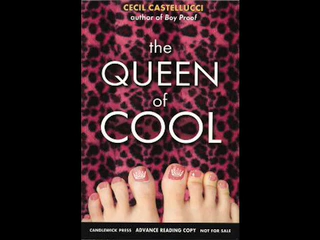 CECIL CASTELLUCCI
author of Boy Proof
the
QUEEN
of
COOL
CANDLEWICK PRESS ADVANCE READING COPY NOT FOR SALE